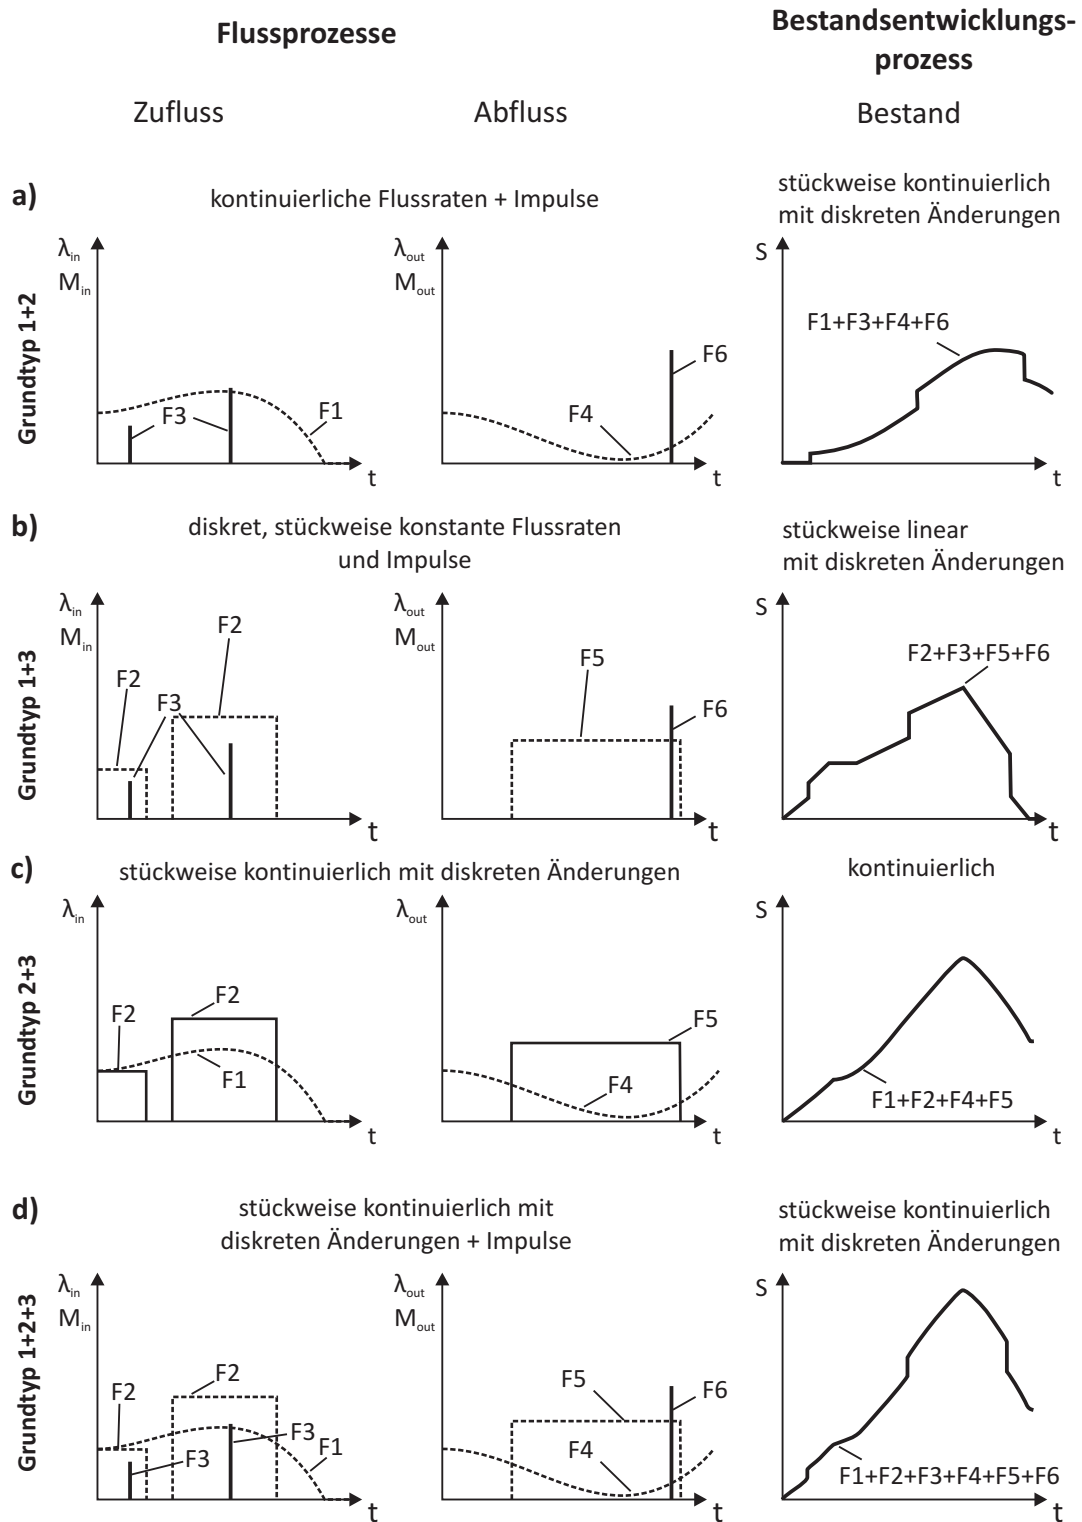 Flussprozesse
Bestandsentwicklungs-
prozess
Zufluss
Abfluss
Bestand
a)
kontinuierliche Flussraten + Impulse
stückweise kontinuierlich
mit diskreten Änderungen
Grundtyp 1+2
λin
Min
F3
F1
t
λout
Mout
F4
F6
t
S
F1+F3+F4+F6
t
b)
diskret, stückweise konstante Flussraten
und Impulse
stückweise linear
mit diskreten Änderungen
Grundtyp 1+3
λin
Min
F2
F2
F3
t
λout
Mout
F5
F6
t
S
F2+F3+F5+F6
t
c)
stückweise kontinuierlich mit diskreten Änderungen
kontinuierlich
Grundtyp 2+3
λin
F2
F2
F1
t
λout
F5
F4
t
S
F1+F2+F4+F5
t
d)
stückweise kontinuierlich mit
diskreten Änderungen + Impulse
stückweise kontinuierlich
mit diskreten Änderungen
Grundtyp 1+2+3
λin
Min
F2
F2
F3
F3
F1
t
λout
Mout
F5
F6
F4
t
S
F1+F2+F3+F4+F5+F6
t